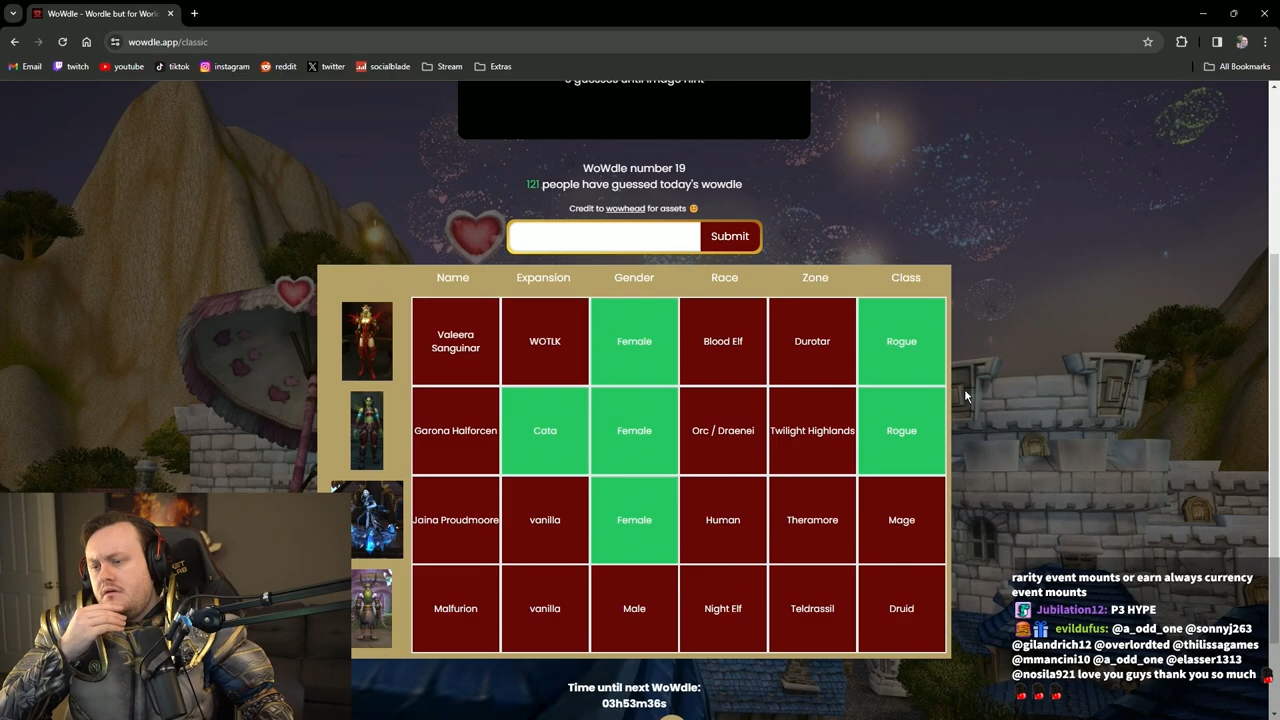 WoWdle - Wordle but for Worl
wowdle.app/classic
Email
twitch
youtube
tiktok
instagram
reddit
twitter
socialblade
Stream
Extras
All Bookmarks
guesses until image hint
WoWdle number 19
121 people have guessed today's wowdle
Credit to wowhead for assets
Submit
Name Expansion Gender Race Zone Class
Valeera
Sanguinar
WOTLK
Female
Blood Elf
Durotar
Rogue
Garona Halforcen
Cata
Female
Orc / Draenei
Twilight Highlands
Rogue
Jaina Proudmoore
vanilla
Female
Human
Theramore
Mage
Malfurion
vanilla
Male
Night Elf
Teldrassil
Druid
Time until next WoWdle:
03h53m36s
rarity event mounts or earn always currency
event mounts
Jubilation12: P3 HYPE
evildufus: @a_odd_one @sonnyj263
@gilandrich12 @overlordted @thilissagames
@mmancini10 @a_odd_one @elasser1313
@nosila921 love you guys thank you so much